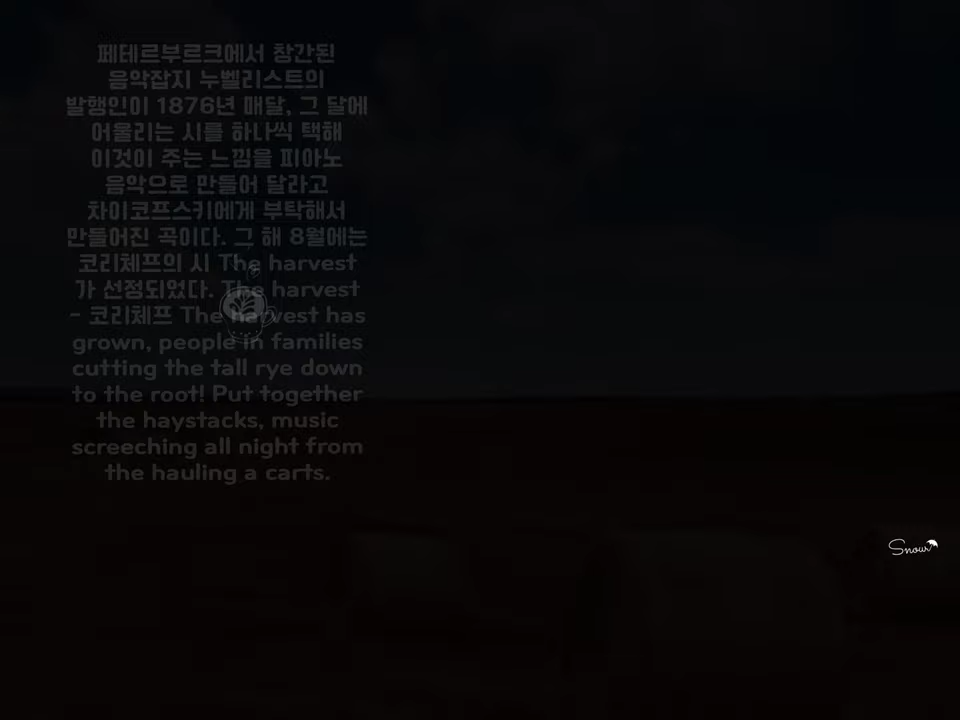 페테르부르크에서 창간된
음악잡지 누벨리스트의
발행인이 1876년 매달, 그 달에
어울리는 시를 하나씩 택해
이것이 주는 느낌을 피아노
음악으로 만들어 달라고
차이코프스키에게 부탁해서
만들어진 곡이다. 그 해 8월에는
코리체프의 시 The harvest
가 선정되었다. The harvest
- 코리체프 The harvest has
grown, people in families
cutting the tall rye down
to the root! Put together
the haystacks, music
screeching all night from
the hauling a carts.
Snow